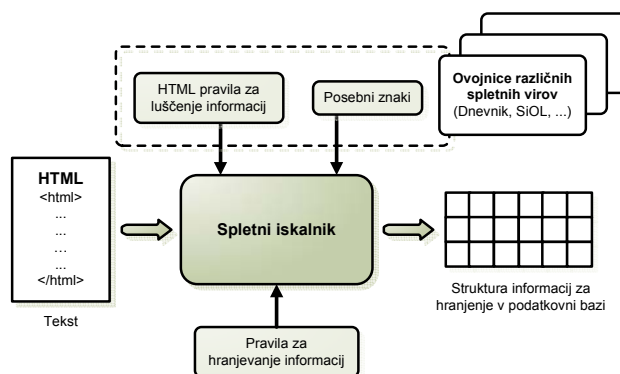 HTML pravila za
luščenje informacij
Posebni znaki
Ovojnice različnih
spletnih virov
(Dnevnik, SiOL, ...)
HTML
<html>
...
...
...
...
</html>
Tekst
Spletni iskalnik
Struktura informacij za
hranjenje v podatkovni bazi
Pravila za
hranjevanje informacij